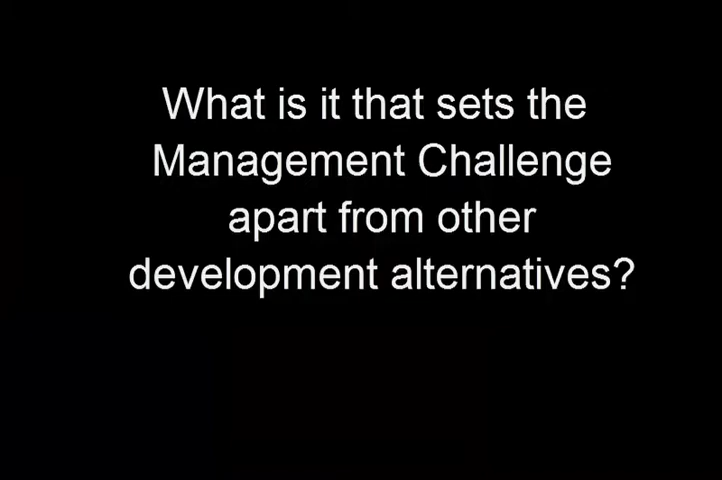 What is it that sets the
Management Challenge
apart from other
development alternatives?